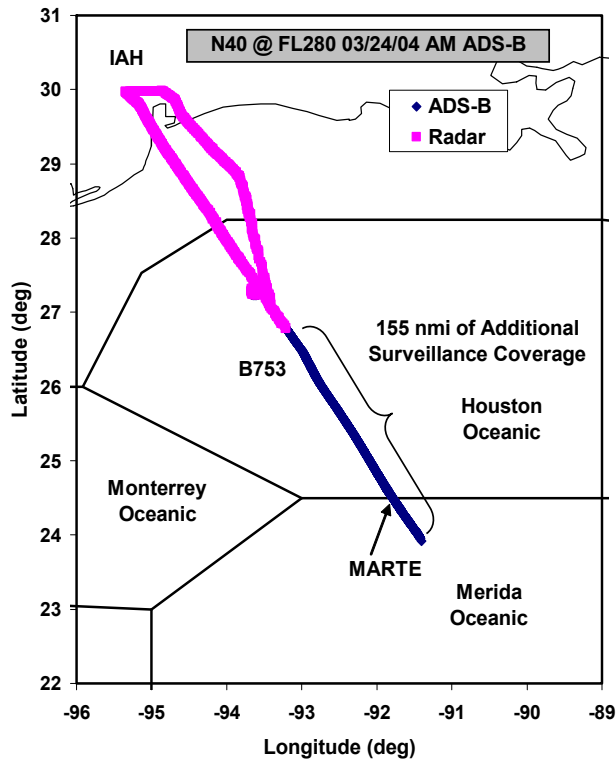 N40 @ FL280 03/24/04 AM ADS-B
IAH
ADS-B
Radar
155 nmi of Additional
Surveillance Coverage
B753
Houston
Oceanic
Monterrey
Oceanic
MARTE
Merida
Oceanic
Latitude (deg)
31
30
29
28
27
26
25
24
23
22
-96 -95 -94 -93 -92 -91 -90 -89
Longitude (deg)